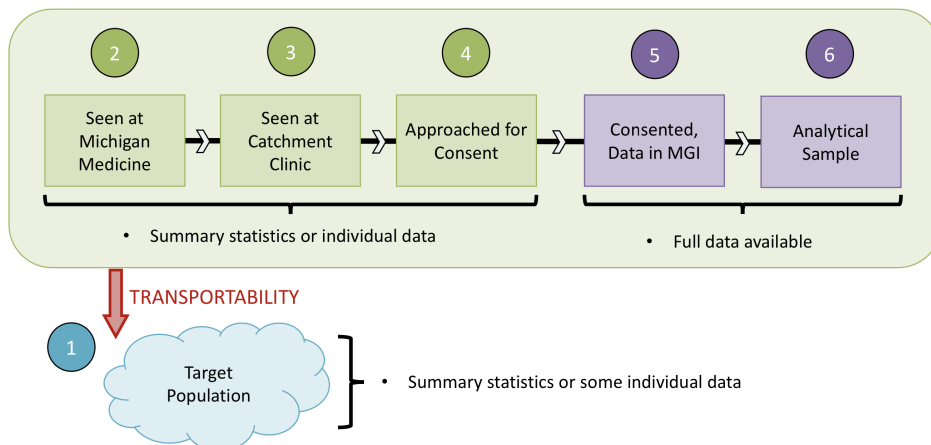 2
3
4
5
6
Seen at
Michigan
Medicine
Seen at
Catchment
Clinic
Approached for
Consent
Consented,
Data in MGI
Analytical
Sample
• Summary statistics or individual data
• Full data available
TRANSPORTABILITY
1
Target
Population
• Summary statistics or some individual data